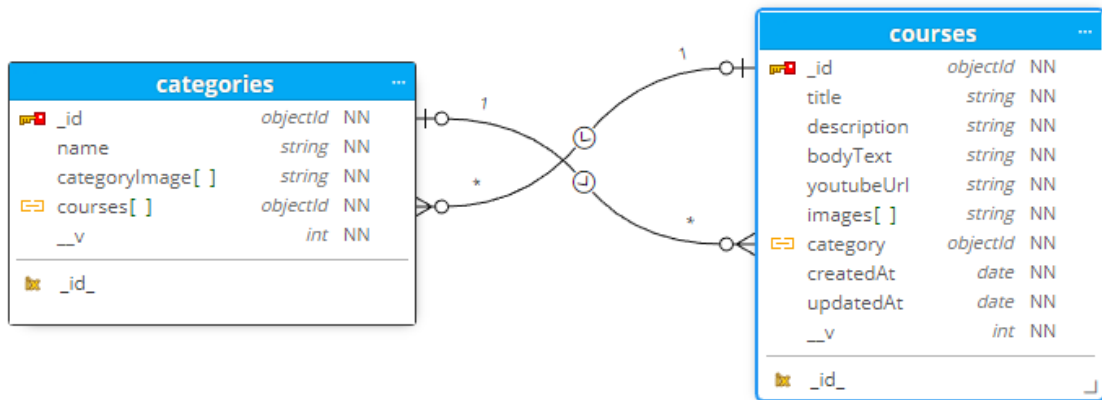 categories ...
_id objectId NN
name string NN
categoryImage[ ] string NN
courses[ ] objectId NN
__v int NN
ix _id_
1
*
1
*
courses ...
_id objectId NN
title string NN
description string NN
bodyText string NN
youtubeUrl string NN
images[ ] string NN
category objectId NN
createdAt date NN
updatedAt date NN
__v int NN
ix _id_